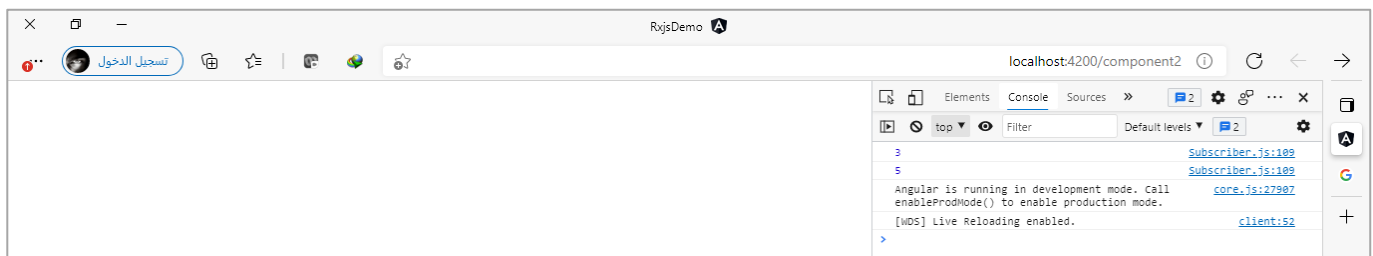 RxjsDemo
تسجيل الدخول
localhost:4200/component2
Elements Console Sources 2
top Filter Default levels 2
3 Subscriber.js:109
5 Subscriber.js:109
Angular is running in development mode. Call core.js:27907
enableProdMode() to enable production mode.
[WDS] Live Reloading enabled. client:52